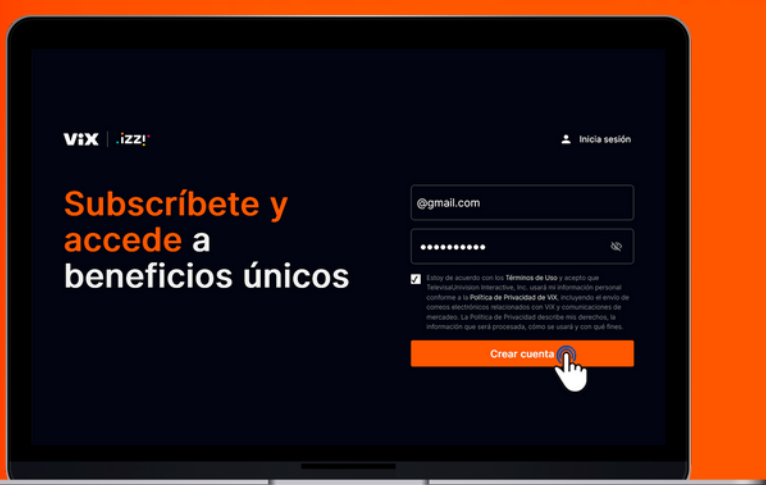 ViX | .izzi
Inicia sesión
Subscríbete y
accede a
beneficios únicos
@gmail.com
••••••••••
Estoy de acuerdo con los Términos de Uso y acepto que
TelevisaUnivision Interactive, Inc. usará mi información personal
conforme a la Política de Privacidad de ViX, incluyendo el envío de
correos electrónicos relacionados con ViX y comunicaciones de
mercadeo. La Política de Privacidad describe mis derechos, la
información que será procesada, cómo se usará y con qué fines.
Crear cuenta